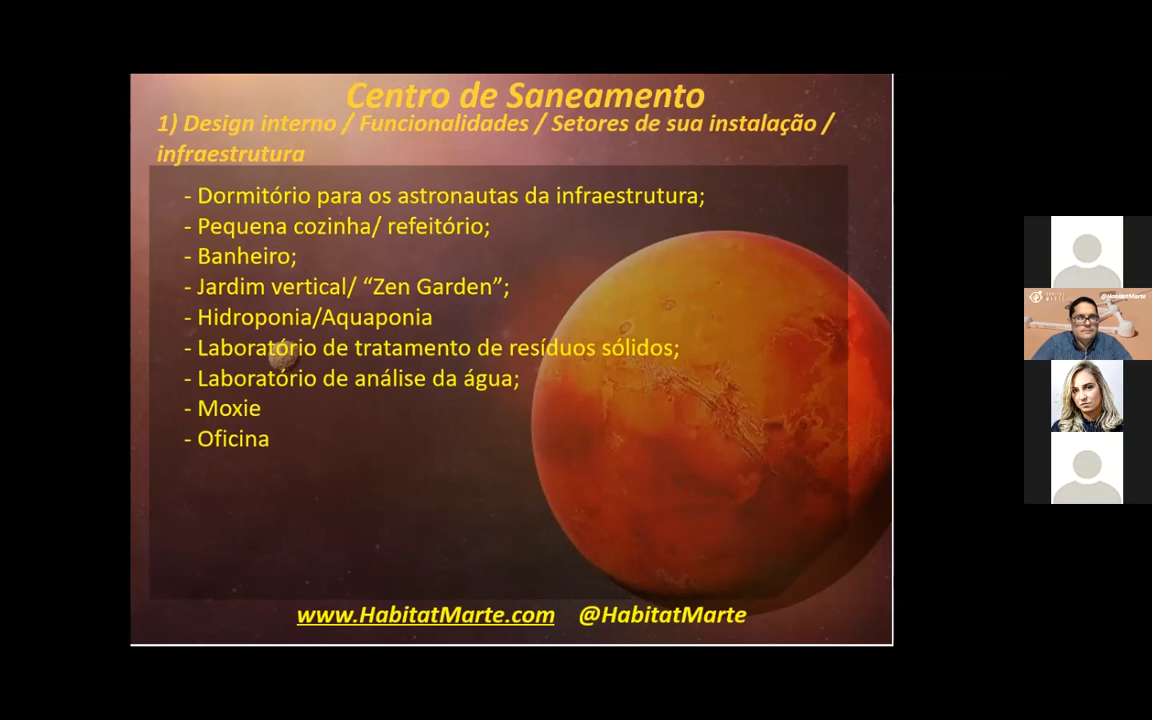 Centro de Saneamento
1) Design interno / Funcionalidades / Setores de sua instalação /
infraestrutura
- Dormitório para os astronautas da infraestrutura;
- Pequena cozinha/ refeitório;
- Banheiro;
- Jardim vertical/ “Zen Garden”;
- Hidroponia/Aquaponia
- Laboratório de tratamento de resíduos sólidos;
- Laboratório de análise da água;
- Moxie
- Oficina
www.HabitatMarte.com @HabitatMarte
@HabitatMarte